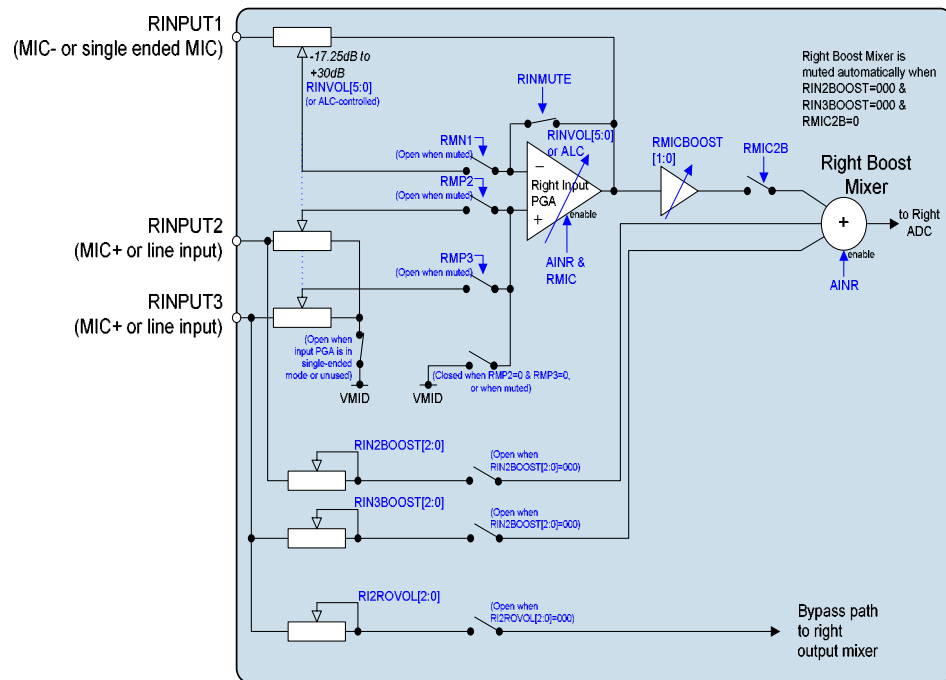 RINPUT1
(MIC- or single ended MIC)
-17.25dB to
+30dB
RINVOL[5:0]
(or ALC-controlled)
Right Boost Mixer is
muted automatically when
RIN2BOOST=000 &
RIN3BOOST=000 &
RMIC2B=0
RINMUTE
RINVOL[5:0]
or ALC
RMN1
(Open when muted)
RMICBOOST
[1:0]
RMIC2B
Right Boost
Mixer
RMP2
(Open when muted)
−
Right Input
PGA
+
enable
+
enable
to Right
ADC
RINPUT2
(MIC+ or line input)
RMP3
(Open when muted)
AINR &
RMIC
AINR
RINPUT3
(MIC+ or line input)
(Open when
input PGA is in
single-ended
mode or unused)
VMID
(Closed when RMP2=0 & RMP3=0,
or when muted)
VMID
RIN2BOOST[2:0]
(Open when
RIN2BOOST[2:0]=000)
RIN3BOOST[2:0]
(Open when
RIN2BOOST[2:0]=000)
RI2ROVOL[2:0]
(Open when
RI2ROVOL[2:0]=000)
Bypass path
to right
output mixer